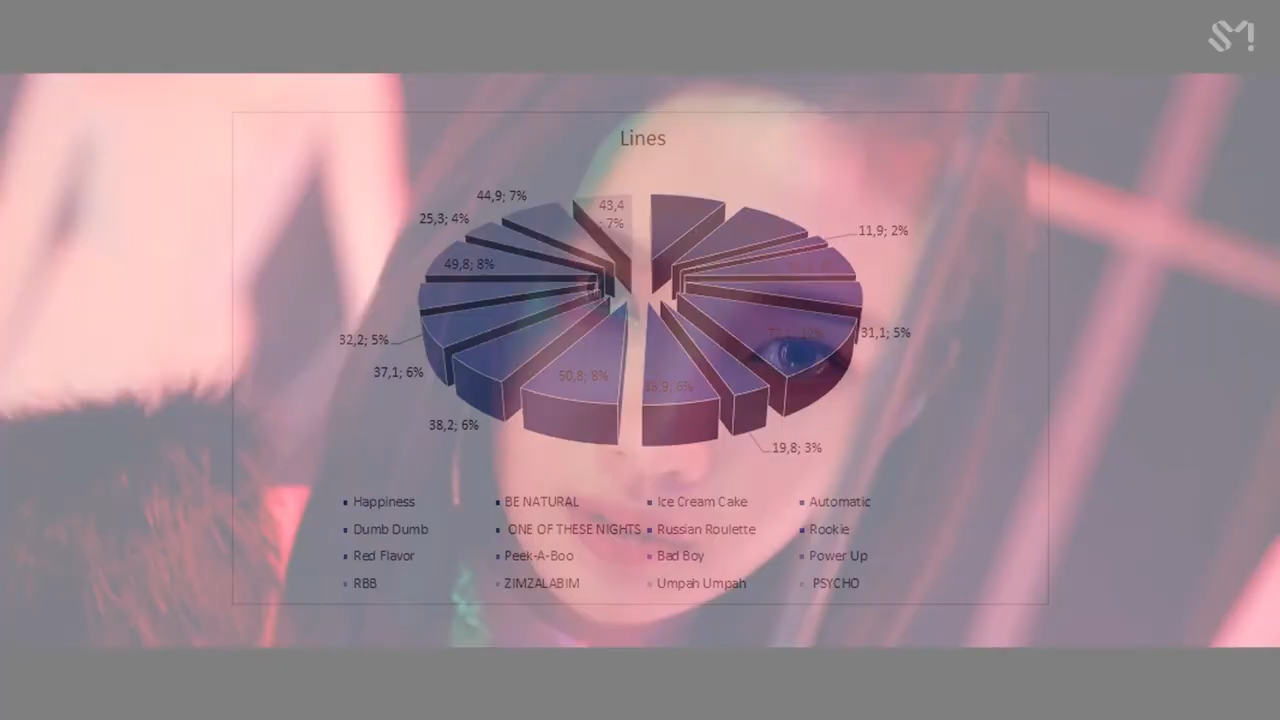 SM!
Lines
44,9; 7%
43,4
; 7%
25,3; 4%
11,9; 2%
49,8; 8%
32,2; 5%
31,1; 5%
37,1; 6%
50,8; 8%
38,2; 6%
19,8; 3%
Happiness BE NATURAL Ice Cream Cake Automatic
Dumb Dumb ONE OF THESE NIGHTS Russian Roulette Rookie
Red Flavor Peek-A-Boo Bad Boy Power Up
RBB ZIMZALABIM Umpah Umpah PSYCHO